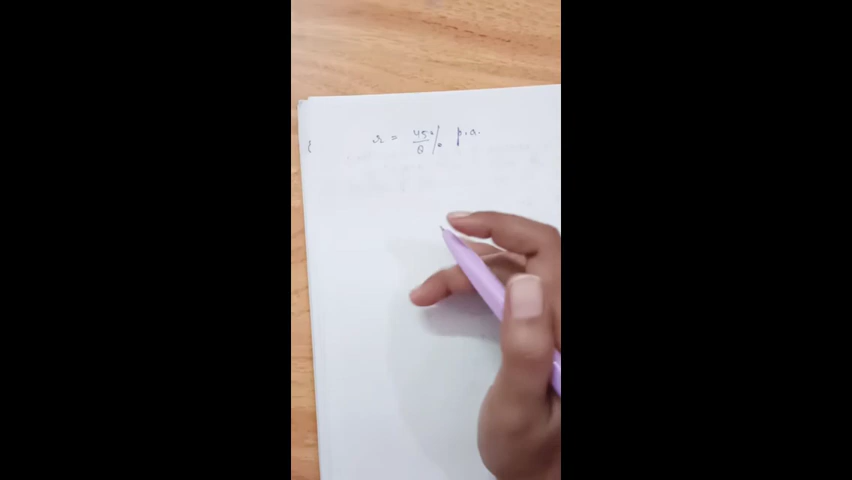 r = 45/8 % p.a.